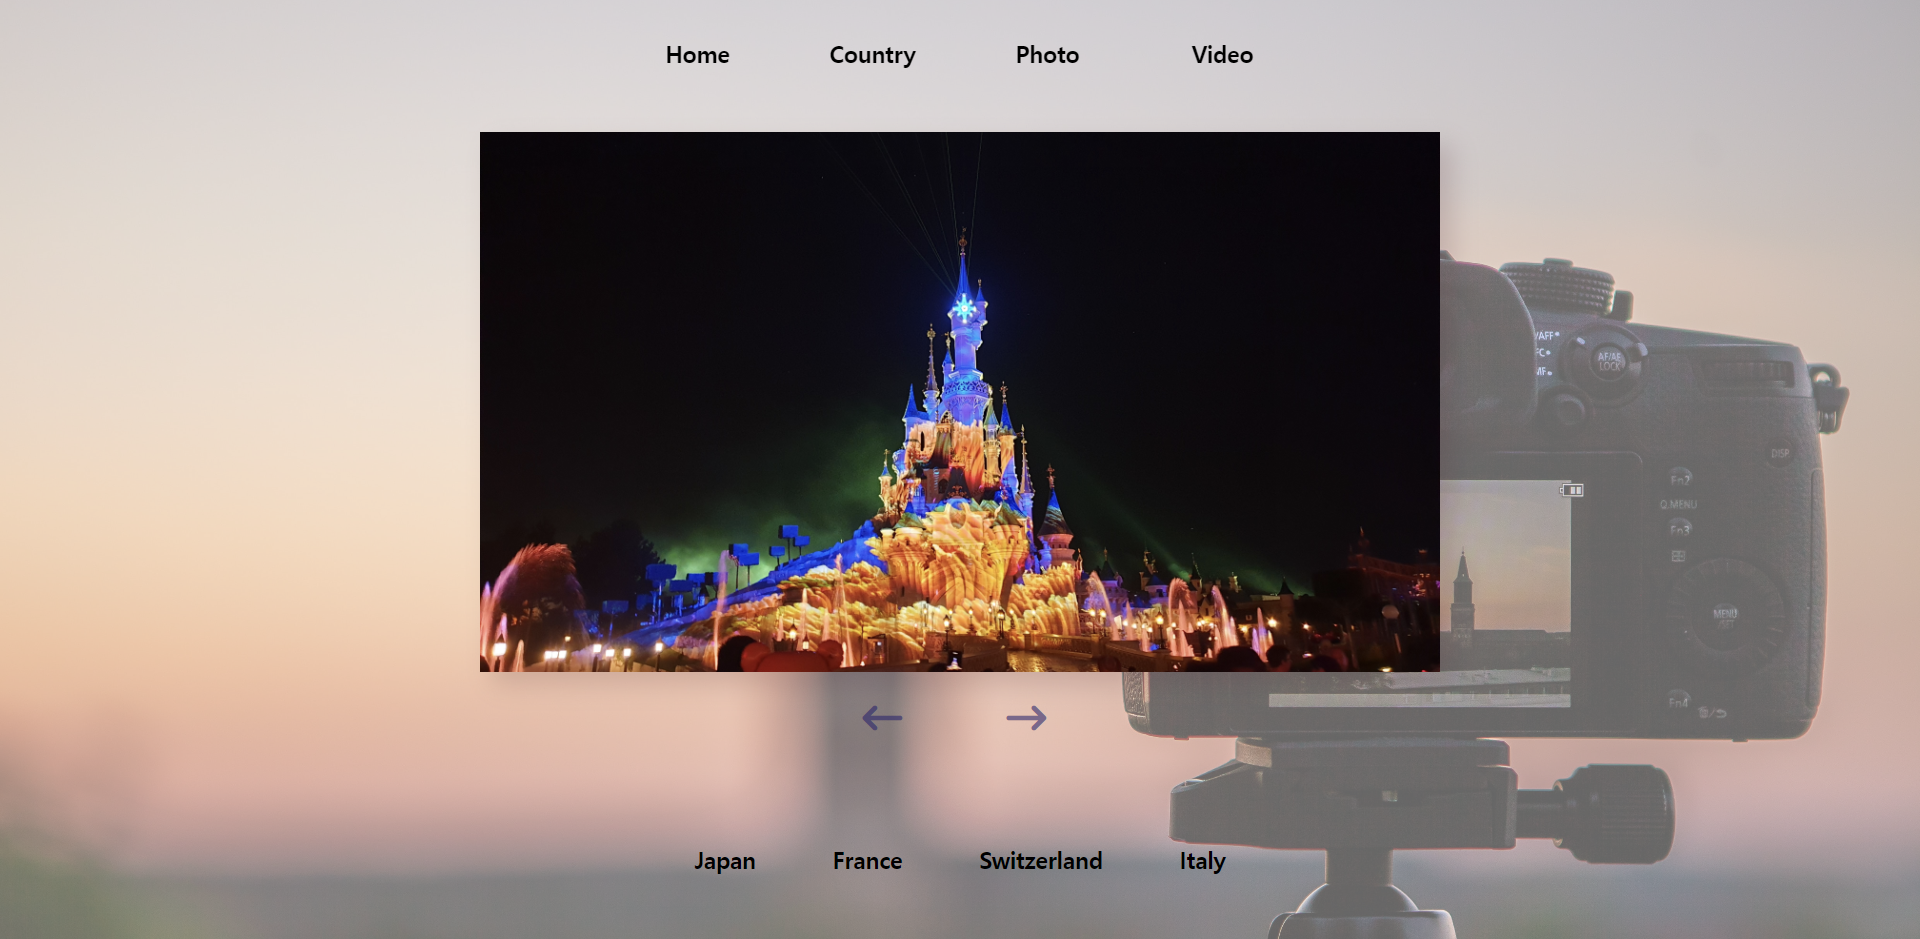 Home Country Photo Video
AFF
AF/AE
LOCK
DISP
Fn2
Q.MENU
Fn3
MENU
Fn4
Japan France Switzerland Italy